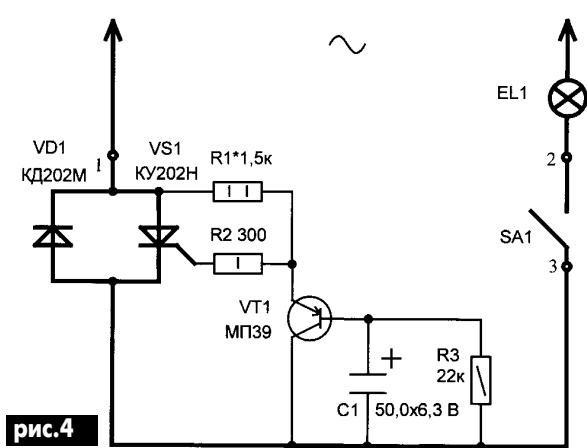 EL1
VD1
КД202М
1
VS1
КУ202Н
R1*1,5к
2
R2 300
SA1
3
VT1
МП39
+
R3
22к
C1 50,0x6,3 В
рис.4